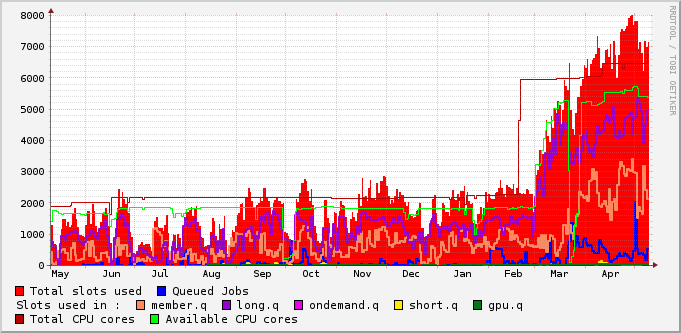 8000
7000
6000
5000
4000
3000
2000
1000
0
May Jun Jul Aug Sep Oct Nov Dec Jan Feb Mar Apr
RRDTOOL / TOBI OETIKER
Total slots used Queued Jobs
Slots used in : member.q long.q ondemand.q short.q gpu.q
Total CPU cores Available CPU cores